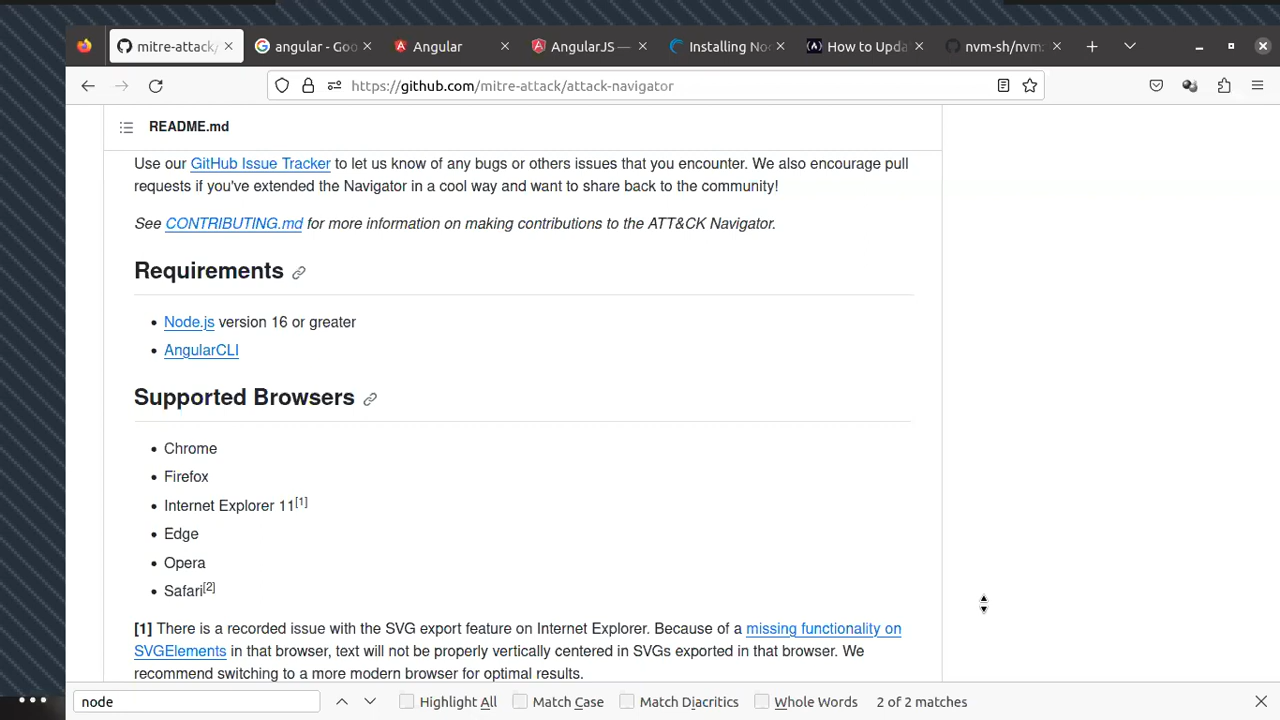 mitre-attack/
angular - Goo
Angular
AngularJS —
Installing No
How to Upda
nvm-sh/nvm:
https://github.com/mitre-attack/attack-navigator
README.md
Use our GitHub Issue Tracker to let us know of any bugs or others issues that you encounter. We also encourage pull
requests if you've extended the Navigator in a cool way and want to share back to the community!
See CONTRIBUTING.md for more information on making contributions to the ATT&CK Navigator.
Requirements
• Node.js version 16 or greater
• AngularCLI
Supported Browsers
• Chrome
• Firefox
• Internet Explorer 11[1]
• Edge
• Opera
• Safari[2]
[1] There is a recorded issue with the SVG export feature on Internet Explorer. Because of a missing functionality on
SVGElements in that browser, text will not be properly vertically centered in SVGs exported in that browser. We
recommend switching to a more modern browser for optimal results.
node
Highlight All
Match Case
Match Diacritics
Whole Words
2 of 2 matches